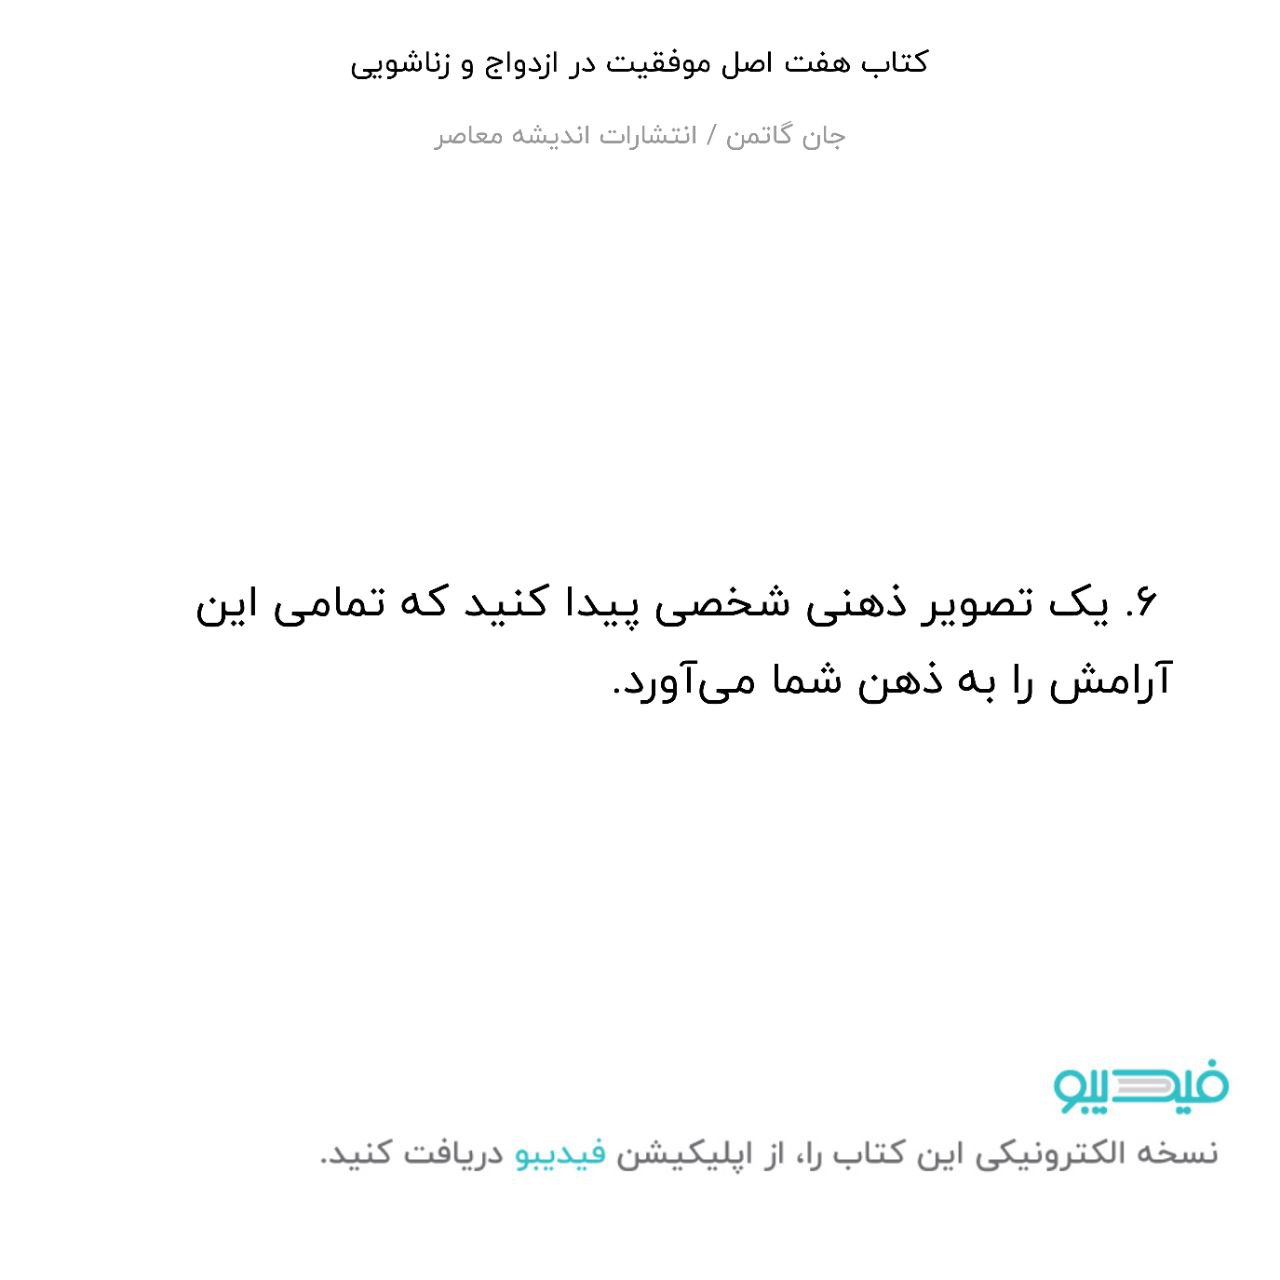 کتاب هفت اصل موفقیت در ازدواج و زناشویی
جان گاتمن / انتشارات اندیشه معاصر
۶. یک تصویر ذهنی شخصی پیدا کنید که تمامی این
آرامش را به ذهن شما می‌آورد.
فیدیبو
نسخه الکترونیکی این کتاب را، از اپلیکیشن فیدیبو دریافت کنید.